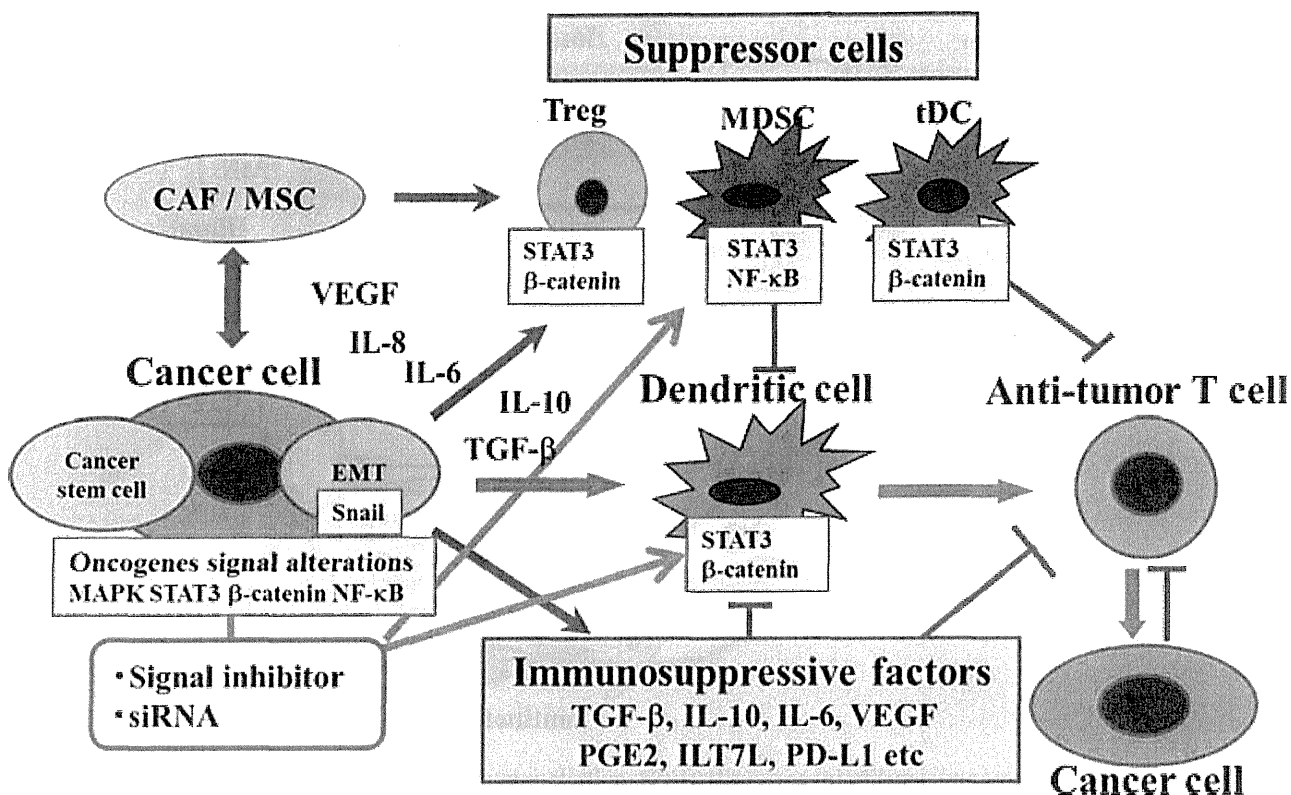 Suppressor cells
Treg
MDSC
tDC
CAF / MSC
STAT3
β-catenin
STAT3
NF-κB
STAT3
β-catenin
VEGF
IL-8
IL-6
IL-10
TGF-β
Cancer cell
Dendritic cell
Anti-tumor T cell
Cancer
stem cell
EMT
Snail
STAT3
β-catenin
Oncogenes signal alterations
MAPK STAT3 β-catenin NF-κB
・Signal inhibitor
・siRNA
Immunosuppressive factors
TGF-β, IL-10, IL-6, VEGF
PGE2, ILT7L, PD-L1 etc
Cancer cell